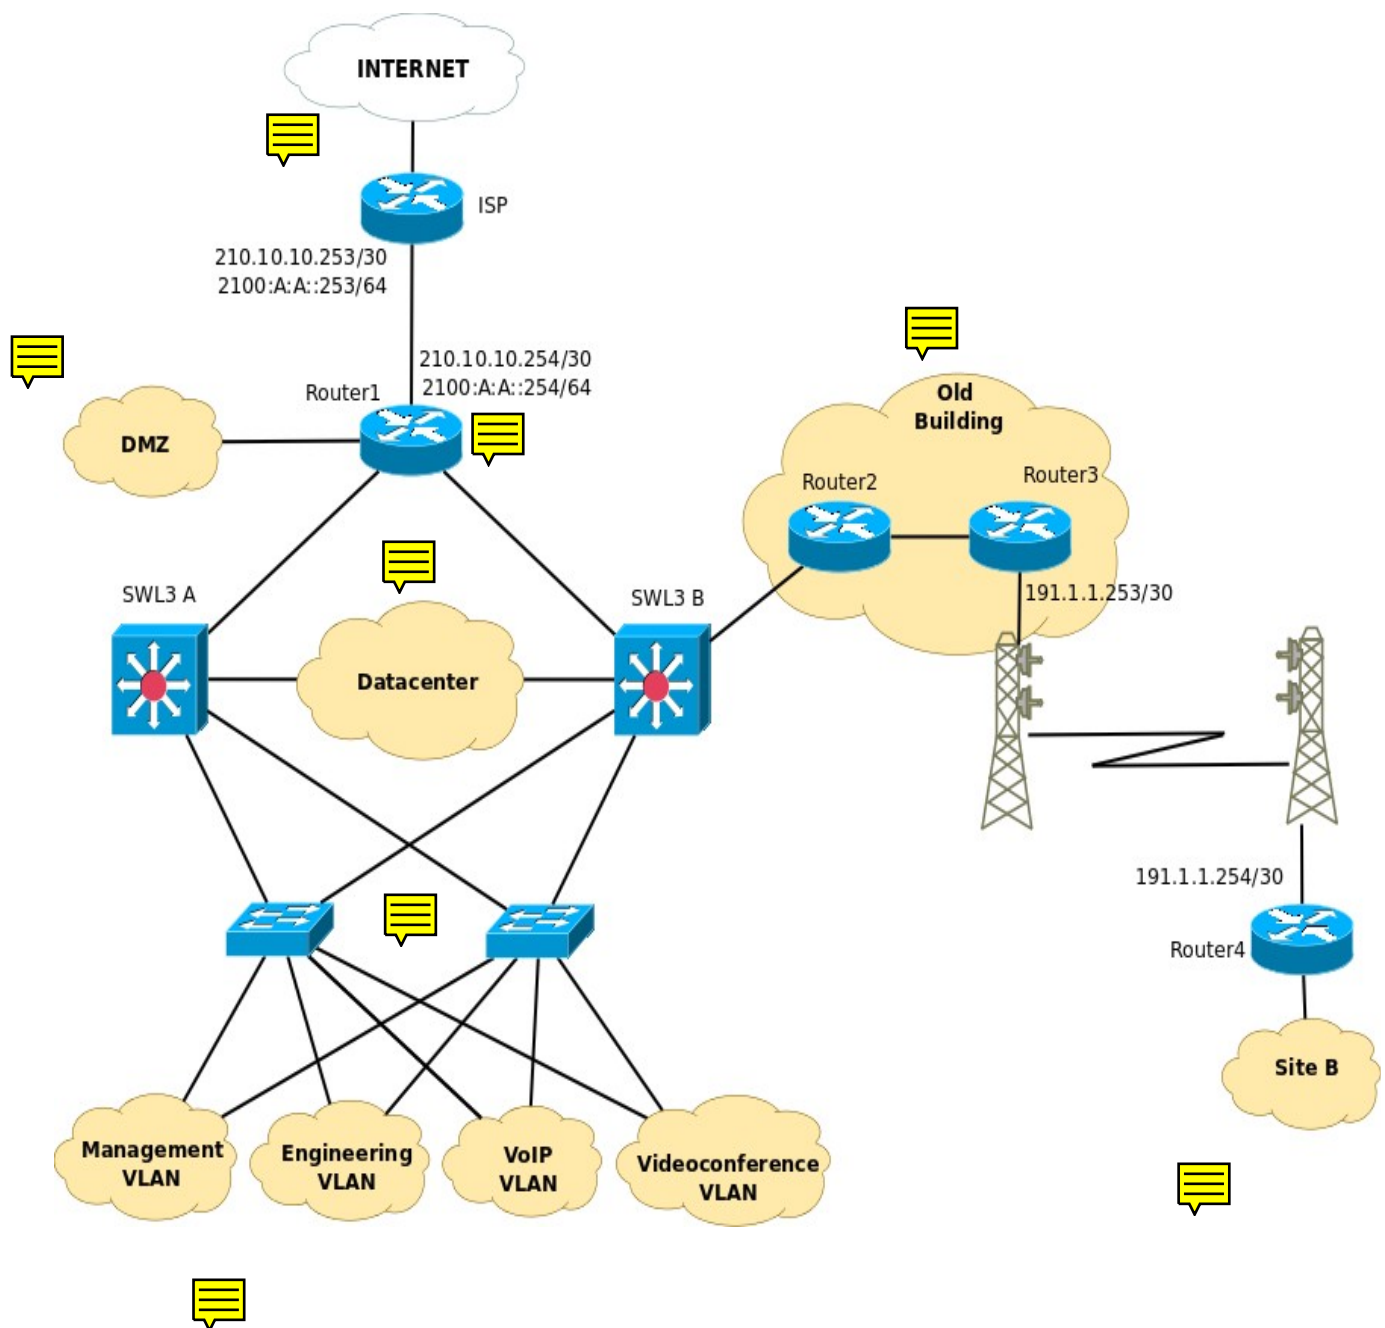 INTERNET
ISP
210.10.10.253/30
2100:A:A::253/64
210.10.10.254/30
2100:A:A::254/64
Router1
DMZ
Old
Building
Router2
Router3
191.1.1.253/30
SWL3 A
SWL3 B
Datacenter
191.1.1.254/30
Router4
Site B
Management
VLAN
Engineering
VLAN
VoIP
VLAN
Videoconference
VLAN